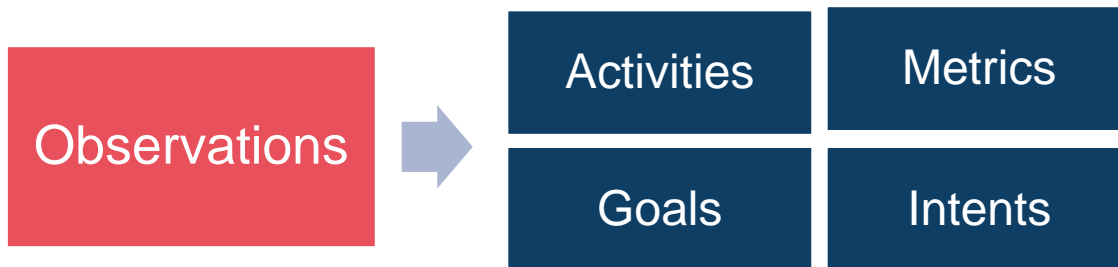 Observations
Activities
Metrics
Goals
Intents